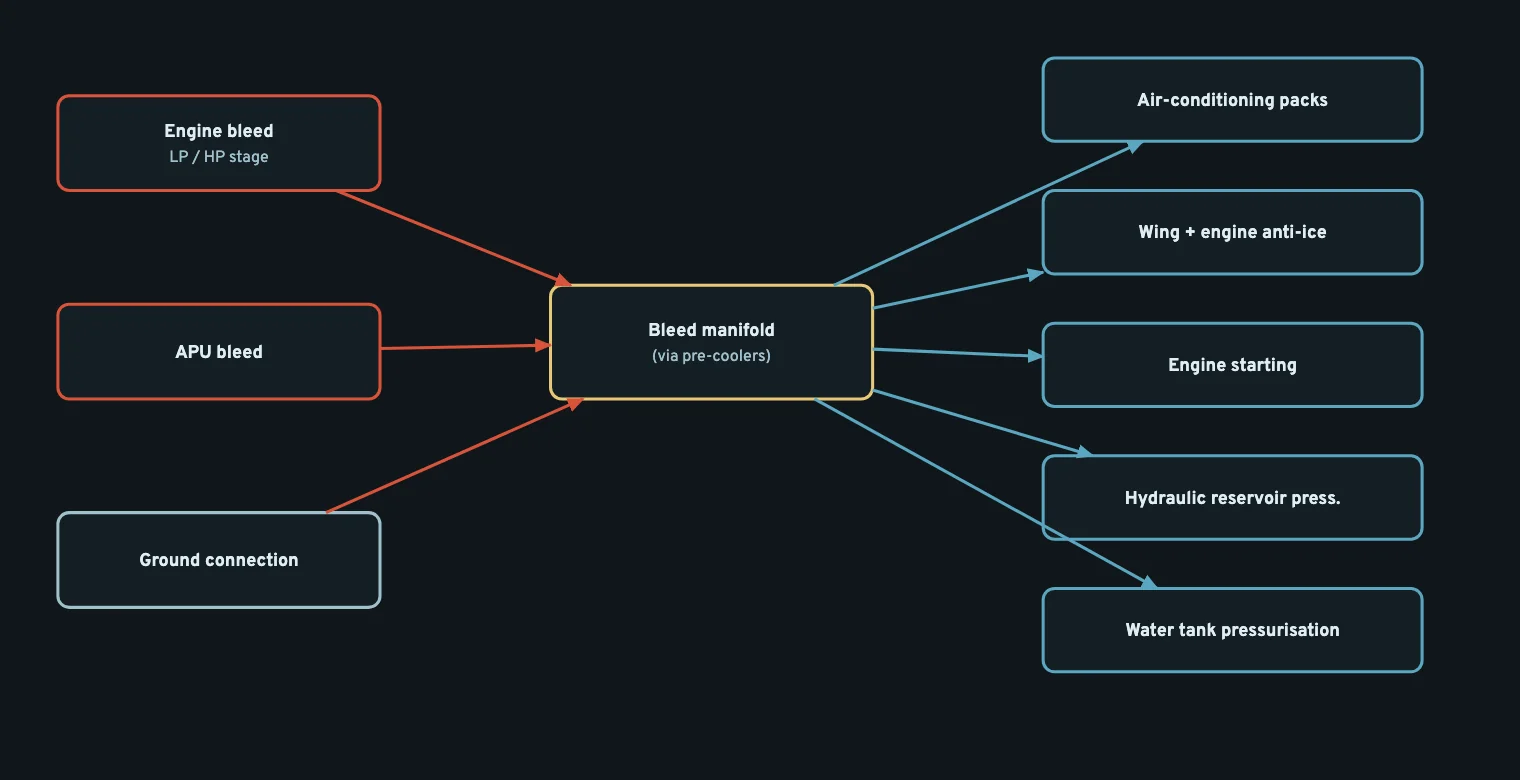 Engine bleed
LP / HP stage
APU bleed
Ground connection
Bleed manifold
(via pre-coolers)
Air-conditioning packs
Wing + engine anti-ice
Engine starting
Hydraulic reservoir press.
Water tank pressurisation